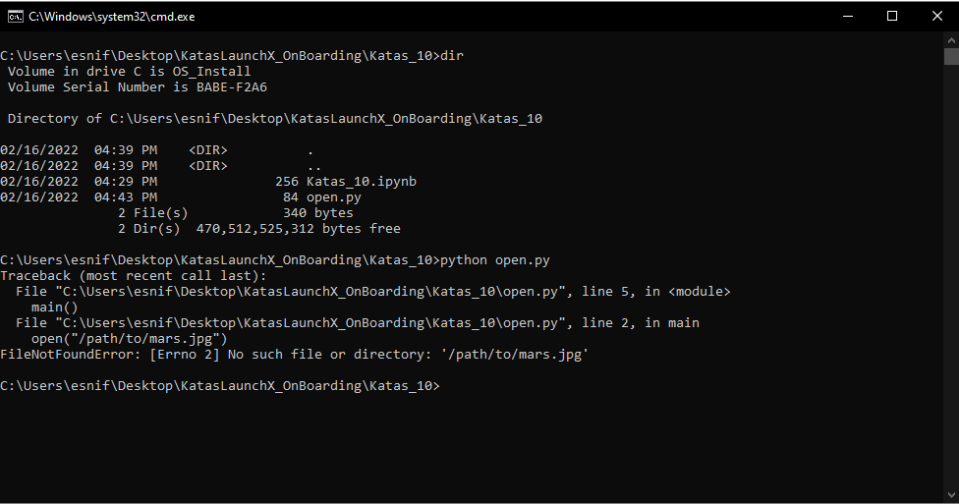 C:\Windows\system32\cmd.exe
C:\Users\esnif\Desktop\KatasLaunchX_OnBoarding\Katas_10>dir
 Volume in drive C is OS_Install
 Volume Serial Number is BABE-F2A6
 Directory of C:\Users\esnif\Desktop\KatasLaunchX_OnBoarding\Katas_10
02/16/2022  04:39 PM    <DIR>          .
02/16/2022  04:39 PM    <DIR>          ..
02/16/2022  04:29 PM               256 Katas_10.ipynb
02/16/2022  04:43 PM                84 open.py
               2 File(s)            340 bytes
               2 Dir(s)  470,512,525,312 bytes free
C:\Users\esnif\Desktop\KatasLaunchX_OnBoarding\Katas_10>python open.py
Traceback (most recent call last):
  File "C:\Users\esnif\Desktop\KatasLaunchX_OnBoarding\Katas_10\open.py", line 5, in <module>
    main()
  File "C:\Users\esnif\Desktop\KatasLaunchX_OnBoarding\Katas_10\open.py", line 2, in main
    open("/path/to/mars.jpg")
FileNotFoundError: [Errno 2] No such file or directory: '/path/to/mars.jpg'
C:\Users\esnif\Desktop\KatasLaunchX_OnBoarding\Katas_10>